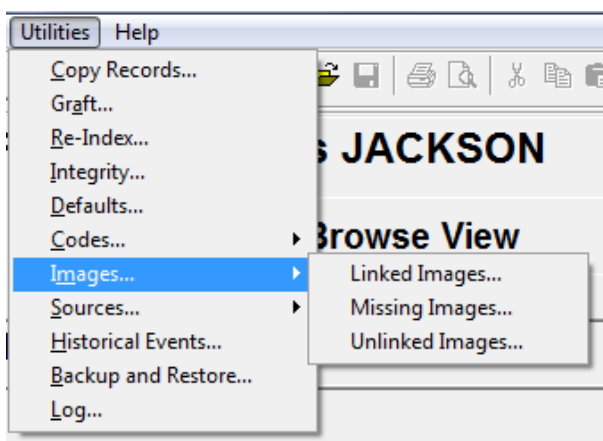 Utilities Help
Copy Records...
Graft...
Re-Index...
s JACKSON
Integrity...
Defaults...
Codes...
Browse View
Images...
Linked Images...
Sources...
Missing Images...
Historical Events...
Unlinked Images...
Backup and Restore...
Log...